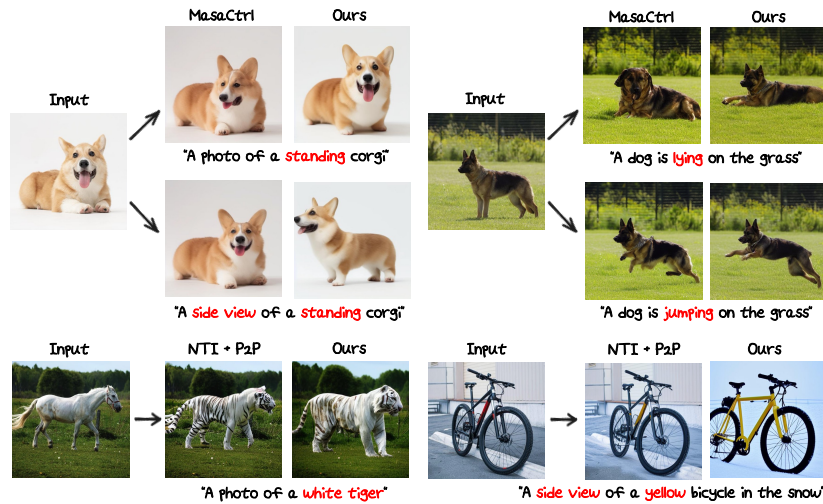 MasaCtrl
Ours
Input
"A photo of a standing corgi"
"A side view of a standing corgi"
MasaCtrl
Ours
Input
"A dog is lying on the grass"
"A dog is jumping on the grass"
Input
NTI + P2P
Ours
"A photo of a white tiger"
Input
NTI + P2P
Ours
"A side view of a yellow bicycle in the snow"